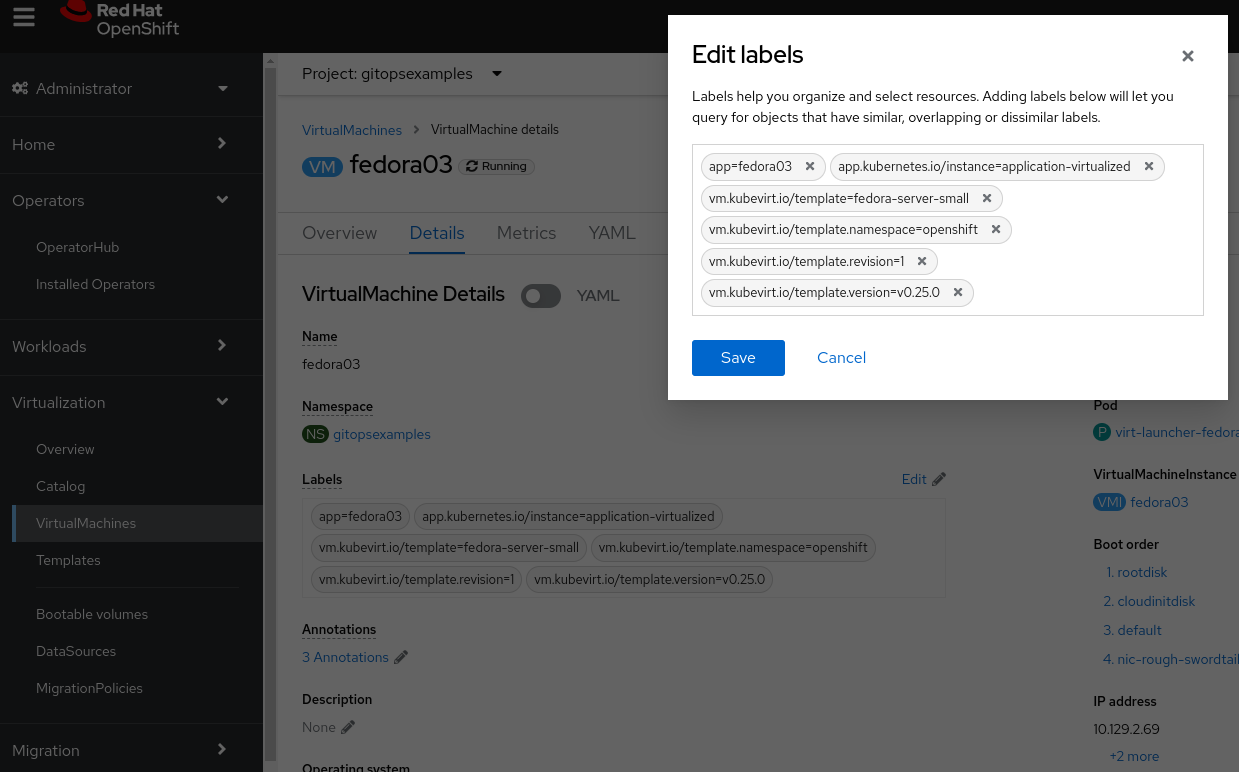 Red Hat
OpenShift
Administrator
Home
Operators
OperatorHub
Installed Operators
Workloads
Virtualization
Overview
Catalog
VirtualMachines
Templates
Bootable volumes
DataSources
MigrationPolicies
Migration
Project: gitopsexamples
VirtualMachines > VirtualMachine details
VM fedora03 Running
Overview Details Metrics YAML
VirtualMachine Details YAML
Name
fedora03
Namespace
NS gitopsexamples
Labels Edit
app=fedora03 app.kubernetes.io/instance=application-virtualized
vm.kubevirt.io/template=fedora-server-small vm.kubevirt.io/template.namespace=openshift
vm.kubevirt.io/template.revision=1 vm.kubevirt.io/template.version=v0.25.0
Annotations
3 Annotations
Description
None
Operating system
Pod
P virt-launcher-fedora
VirtualMachineInstance
VMI fedora03
Boot order
1. rootdisk
2. cloudinitdisk
3. default
4. nic-rough-swordtail
IP address
10.129.2.69
+2 more
Edit labels
Labels help you organize and select resources. Adding labels below will let you
query for objects that have similar, overlapping or dissimilar labels.
app=fedora03 × app.kubernetes.io/instance=application-virtualized ×
vm.kubevirt.io/template=fedora-server-small ×
vm.kubevirt.io/template.namespace=openshift ×
vm.kubevirt.io/template.revision=1 ×
vm.kubevirt.io/template.version=v0.25.0 ×
Save Cancel